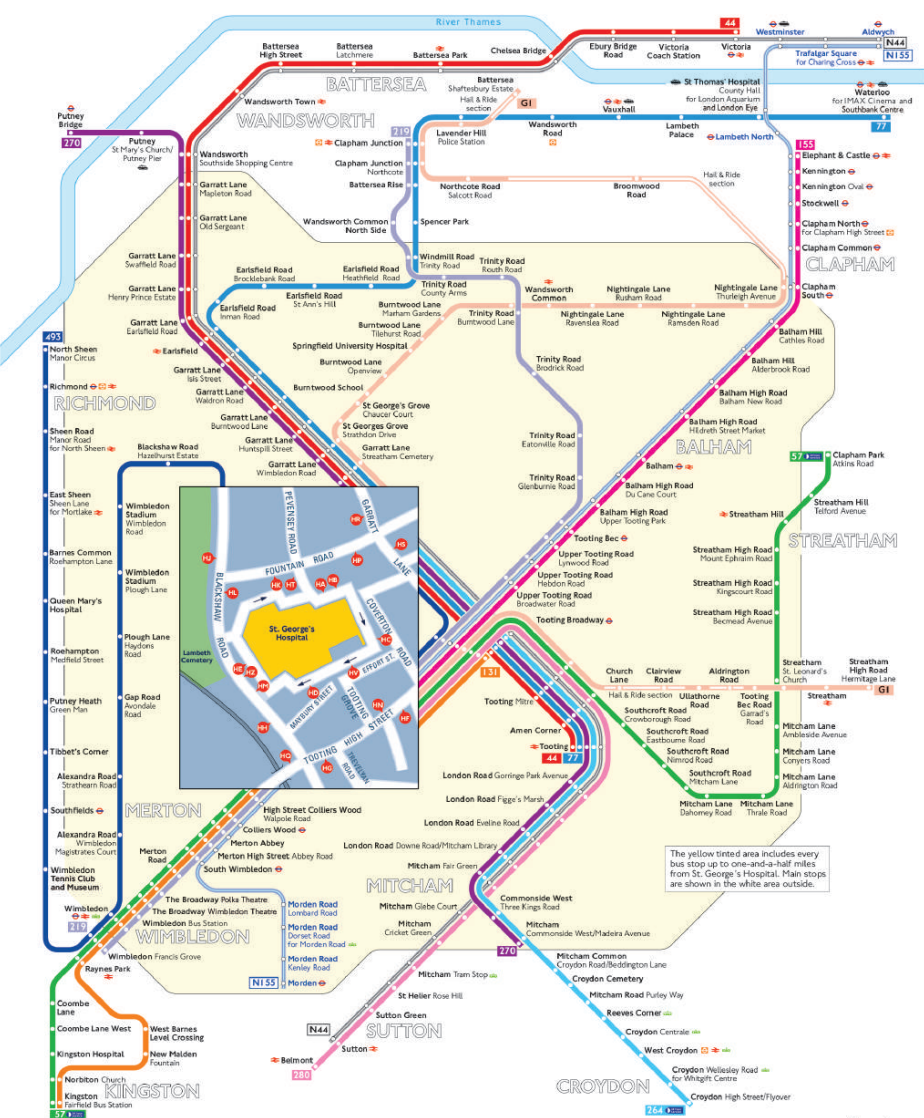 River Thames
44
Westminster
Aldwych
N44
N155
Trafalgar Square
for Charing Cross
Battersea
High Street
Battersea
Latchmere
Battersea Park
Chelsea Bridge
Ebury Bridge
Road
Victoria
Coach Station
Victoria
BATTERSEA
Battersea
Shaftesbury Estate
St Thomas' Hospital
County Hall
for London Aquarium
and London Eye
Waterloo
for IMAX Cinema and
Southbank Centre
77
Wandsworth Town
WANDSWORTH
Hail & Ride
section
G1
Vauxhall
Putney
Bridge
270
Putney
St Mary's Church/
Putney Pier
219
Clapham Junction
Lavender Hill
Police Station
Wandsworth
Road
Lambeth
Palace
Lambeth North
155
Elephant & Castle
Kennington
Kennington Oval
Stockwell
Clapham North
for Clapham High Street
Clapham Common
CLAPHAM
Clapham
South
Wandsworth
Southside Shopping Centre
Clapham Junction
Northcote
Battersea Rise
Northcote Road
Salcott Road
Broomwood
Road
Hail & Ride
section
Garratt Lane
Mapleton Road
Garratt Lane
Old Sergeant
Wandsworth Common
North Side
Spencer Park
Garratt Lane
Swaffield Road
Garratt Lane
Henry Prince Estate
Garratt Lane
Earlsfield Road
Earlsfield Road
Brocklebank Road
Earlsfield Road
Heathfield Road
Earlsfield Road
St Ann's Hill
Earlsfield Road
Inman Road
Windmill Road
Trinity Road
Trinity Road
Routh Road
Trinity Road
County Arms
Wandsworth
Common
Nightingale Lane
Rusham Road
Nightingale Lane
Thurleigh Avenue
Burntwood Lane
Marham Gardens
Trinity Road
Burntwood Lane
Nightingale Lane
Ravenslea Road
Nightingale Lane
Ramsden Road
Burntwood Lane
Tilehurst Road
Springfield University Hospital
Burntwood Lane
Openview
Burntwood School
St George's Grove
Chaucer Court
St Georges Grove
Strathdon Drive
Garratt Lane
Streatham Cemetery
Trinity Road
Brodrick Road
Trinity Road
Eatonville Road
Trinity Road
Glenburnie Road
Balham Hill
Cathles Road
Balham Hill
Alderbrook Road
Balham High Road
Balham New Road
Balham High Road
Hildreth Street Market
BALHAM
Balham
Balham High Road
Du Cane Court
Balham High Road
Upper Tooting Park
Tooting Bec
Upper Tooting Road
Lynwood Road
Upper Tooting Road
Hebdon Road
Upper Tooting Road
Broadwater Road
Tooting Broadway
Earlsfield
Garratt Lane
Isis Street
Garratt Lane
Waldron Road
Garratt Lane
Burntwood Lane
Garratt Lane
Huntspill Street
Garratt Lane
Wimbledon Road
493
North Sheen
Manor Circus
Richmond
RICHMOND
Sheen Road
Manor Road
for North Sheen
East Sheen
Sheen Lane
for Mortlake
Barnes Common
Roehampton Lane
Queen Mary's
Hospital
Roehampton
Medfield Street
Putney Heath
Green Man
Tibbet's Corner
Southfields
Wimbledon
Tennis Club
and Museum
Blackshaw Road
Hazelhurst Estate
Wimbledon
Stadium
Wimbledon
Road
Wimbledon
Stadium
Plough Lane
Plough Lane
Haydons
Road
Gap Road
Avondale
Road
Alexandra Road
Strathearn Road
Alexandra Road
Wimbledon
Magistrates Court
Wimbledon
219
MERTON
57
Clapham Park
Atkins Road
Streatham Hill
Telford Avenue
Streatham Hill
STREATHAM
Streatham High Road
Mount Ephraim Road
Streatham High Road
Kingscourt Road
Streatham High Road
Becmead Avenue
Streatham
St. Leonard's
Church
Streatham
High Road
Hermitage Lane
G1
Streatham
Church
Lane
Clairview
Road
Aldrington
Road
Hail & Ride section
Ullathorne
Road
Tooting
Bec Road
Garrad's
Road
Southcroft Road
Crowborough Road
Southcroft Road
Eastbourne Road
Southcroft Road
Nimrod Road
Southcroft Road
Mitcham Lane
Mitcham Lane
Dahomey Road
Mitcham Lane
Thrale Road
Mitcham Lane
Ambleside Avenue
Mitcham Lane
Conyers Road
Mitcham Lane
Aldrington Road
PEVENSEY ROAD
GARRATT LANE
FOUNTAIN ROAD
BLACKSHAW ROAD
COVERTON ROAD
EFFORT ST.
MAYBURY STREET
TOOTING GROVE
TOOTING HIGH STREET
TREVELYAN ROAD
St. George's
Hospital
Lambeth
Cemetery
HR
HS
HP
HJ
HL
HK
HT
HA
HB
HC
HE
HZ
HM
HV
HD
HN
HF
HH
HQ
HG
131
Tooting Mitre
Amen Corner
Tooting
44
77
London Road Gorringe Park Avenue
London Road Figge's Marsh
London Road Eveline Road
London Road Downe Road/Mitcham Library
Mitcham Fair Green
MITCHAM
Mitcham Glebe Court
Mitcham
Cricket Green
Commonside West
Three Kings Road
Mitcham
Commonside West/Madeira Avenue
270
The yellow tinted area includes every
bus stop up to one-and-a-half miles
from St. George's Hospital. Main stops
are shown in the white area outside.
High Street Colliers Wood
Walpole Road
Colliers Wood
Merton Abbey
Merton High Street Abbey Road
South Wimbledon
Merton
Road
The Broadway Polka Theatre
The Broadway Wimbledon Theatre
Wimbledon Bus Station
WIMBLEDON
Wimbledon Francis Grove
Raynes Park
Morden Road
Lombard Road
Morden Road
Dorset Road
for Morden Road
Morden Road
Kenley Road
N155
Morden
Mitcham Tram Stop
St Helier Rose Hill
Sutton Green
N44
SUTTON
Sutton
Belmont
280
Mitcham Common
Croydon Road/Beddington Lane
Croydon Cemetery
Mitcham Road Purley Way
Reeves Corner
Croydon Centrale
West Croydon
Croydon Wellesley Road
for Whitgift Centre
CROYDON
Croydon High Street/Flyover
264
Coombe
Lane
Coombe Lane West
West Barnes
Level Crossing
Kingston Hospital
New Malden
Fountain
Norbiton Church
KINGSTON
Kingston
Fairfield Bus Station
57